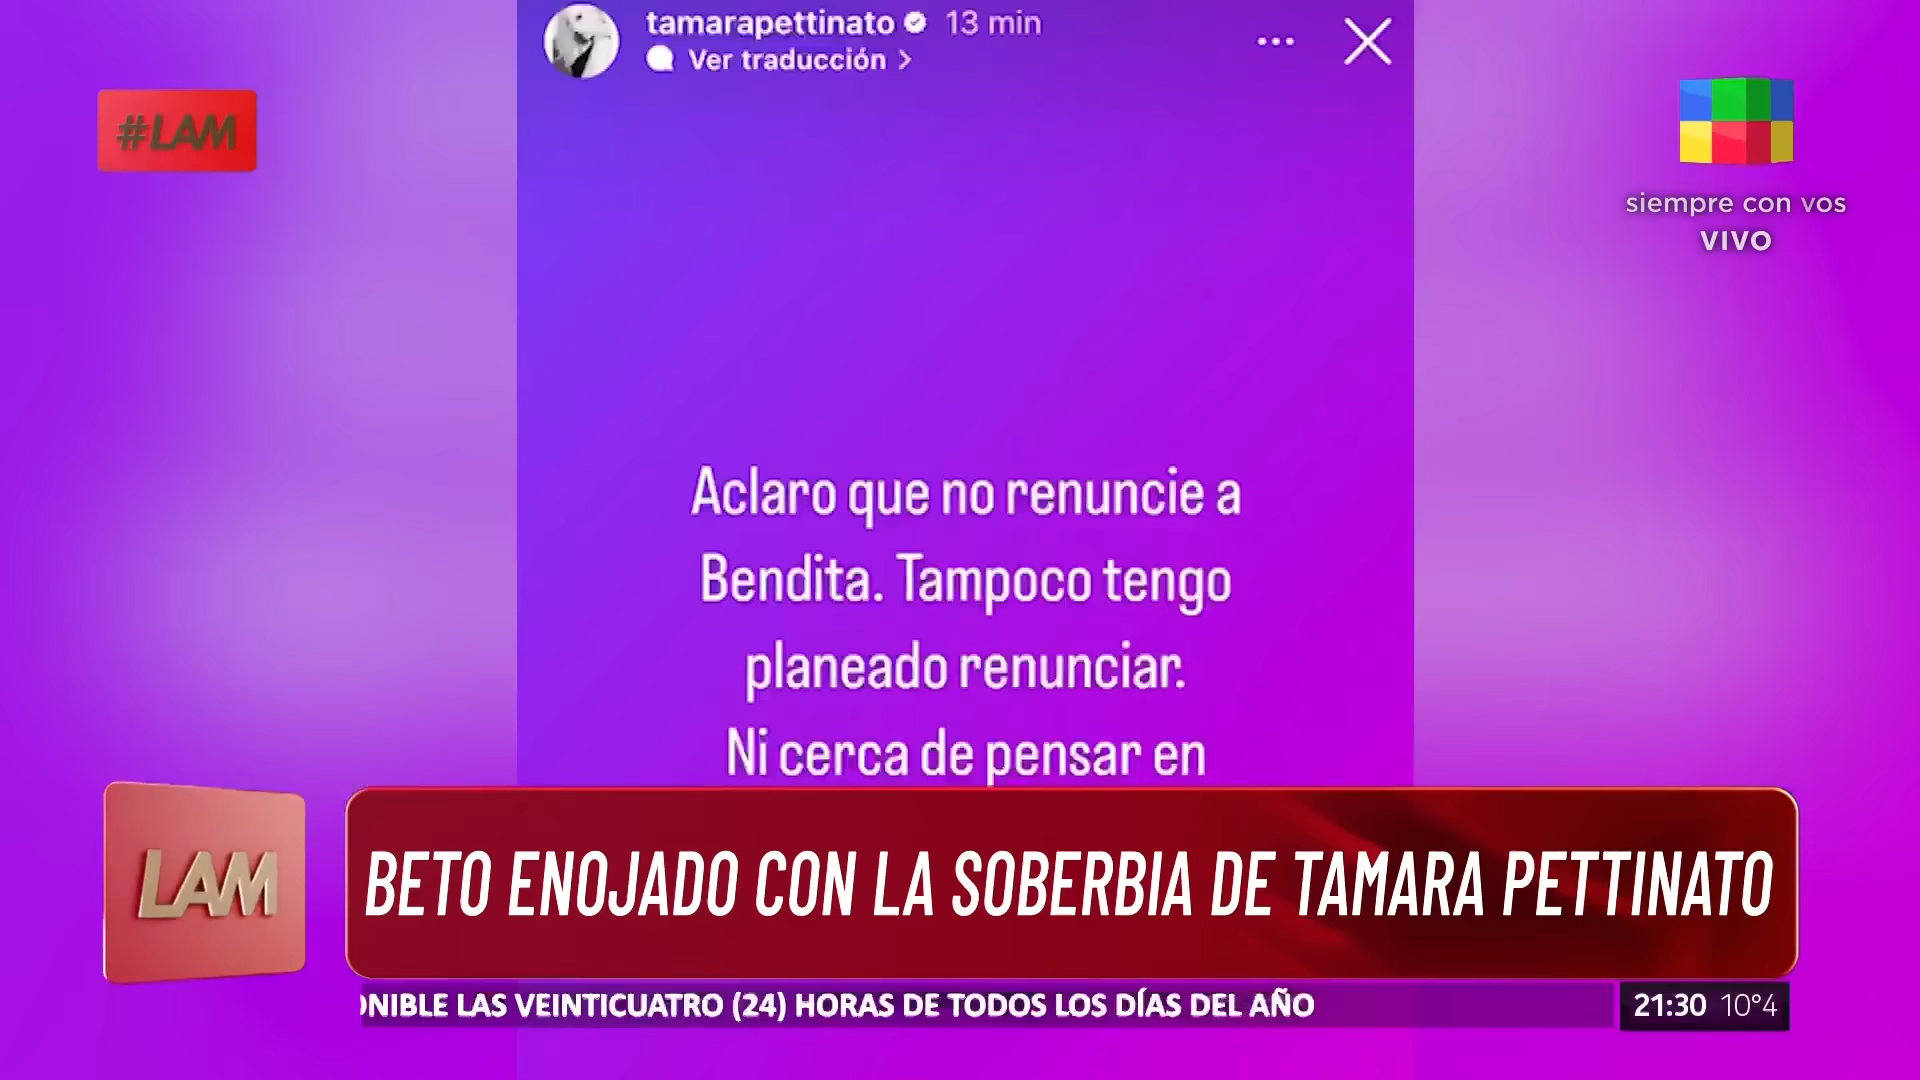 tamarapettinato 13 min
Ver traducción
#LAM
siempre con vos
VIVO
Aclaro que no renuncie a
Bendita. Tampoco tengo
planeado renunciar.
Ni cerca de pensar en
LAM
BETO ENOJADO CON LA SOBERBIA DE TAMARA PETTINATO
LAS VEINTICUATRO (24) HORAS DE TODOS LOS DÍAS DEL AÑO
21:30 10°4